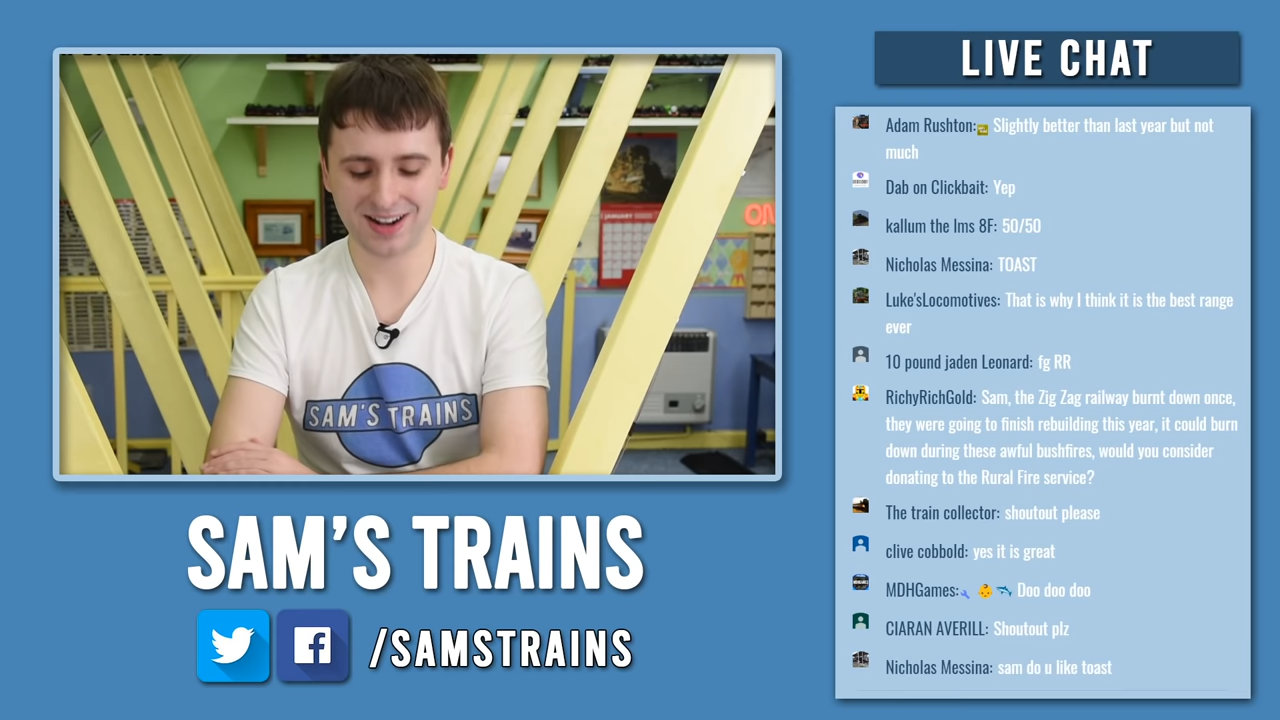 LIVE CHAT
Adam Rushton: Slightly better than last year but not
much
Dab on Clickbait: Yep
kallum the lms 8F: 50/50
Nicholas Messina: TOAST
Luke'sLocomotives: That is why I think it is the best range
ever
10 pound jaden Leonard: fg RR
RichyRichGold: Sam, the Zig Zag railway burnt down once,
they were going to finish rebuilding this year, it could burn
down during these awful bushfires, would you consider
donating to the Rural Fire service?
The train collector: shoutout please
clive cobbold: yes it is great
MDHGames: Doo doo doo
CIARAN AVERILL: Shoutout plz
Nicholas Messina: sam do u like toast
JANUARY
SAM'S TRAINS
SAM'S TRAINS
/SAMSTRAINS